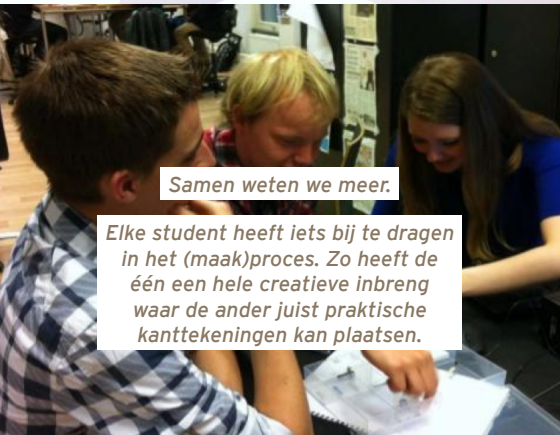 Samen weten we meer.
Elke student heeft iets bij te dragen
in het (maak)proces. Zo heeft de
één een hele creatieve inbreng
waar de ander juist praktische
kanttekeningen kan plaatsen.